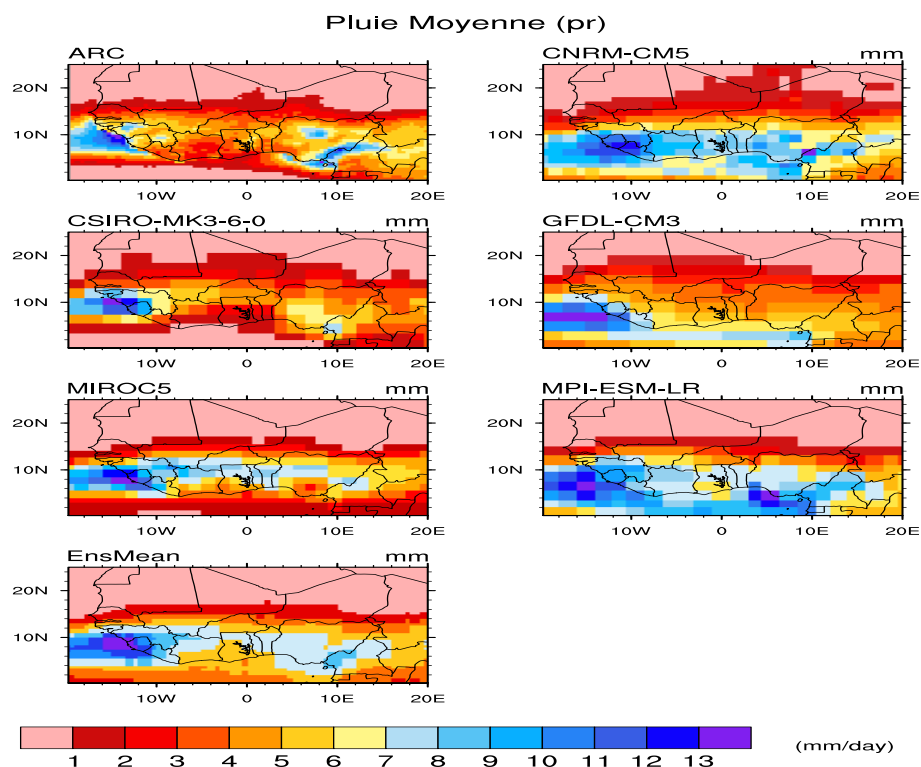 Pluie Moyenne (pr)
ARC
CNRM-CM5 mm
20N 10N
20N 10N
10W 0 10E 20E
10W 0 10E 20E
CSIRO-MK3-6-0 mm
GFDL-CM3 mm
20N 10N
20N 10N
10W 0 10E 20E
10W 0 10E 20E
MIROC5 mm
MPI-ESM-LR mm
20N 10N
20N 10N
10W 0 10E 20E
10W 0 10E 20E
EnsMean mm
20N 10N
10W 0 10E 20E
1 2 3 4 5 6 7 8 9 10 11 12 13 (mm/day)